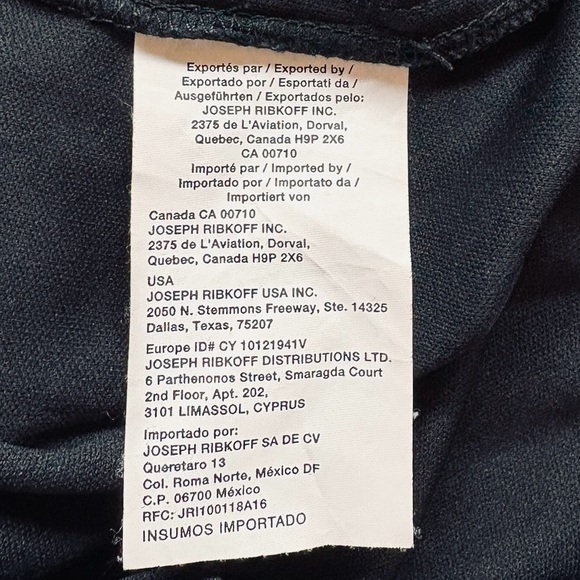 Exportés par / Exported by /
Exportado por / Esportati da /
Ausgeführten / Exportados pelo:
JOSEPH RIBKOFF INC.
2375 de L'Aviation, Dorval,
Quebec, Canada H9P 2X6
CA 00710
Importé par / Imported by /
Importado por / Importato da /
Importiert von
Canada CA 00710
JOSEPH RIBKOFF INC.
2375 de L'Aviation, Dorval,
Quebec, Canada H9P 2X6
USA
JOSEPH RIBKOFF USA INC.
2050 N. Stemmons Freeway, Ste. 14325
Dallas, Texas, 75207
Europe ID# CY 10121941V
JOSEPH RIBKOFF DISTRIBUTIONS LTD.
6 Parthenonos Street, Smaragda Court
2nd Floor, Apt. 202,
3101 LIMASSOL, CYPRUS
Importado por:
JOSEPH RIBKOFF SA DE CV
Queretaro 13
Col. Roma Norte, México DF
C.P. 06700 México
RFC: JRI100118A16
INSUMOS IMPORTADO